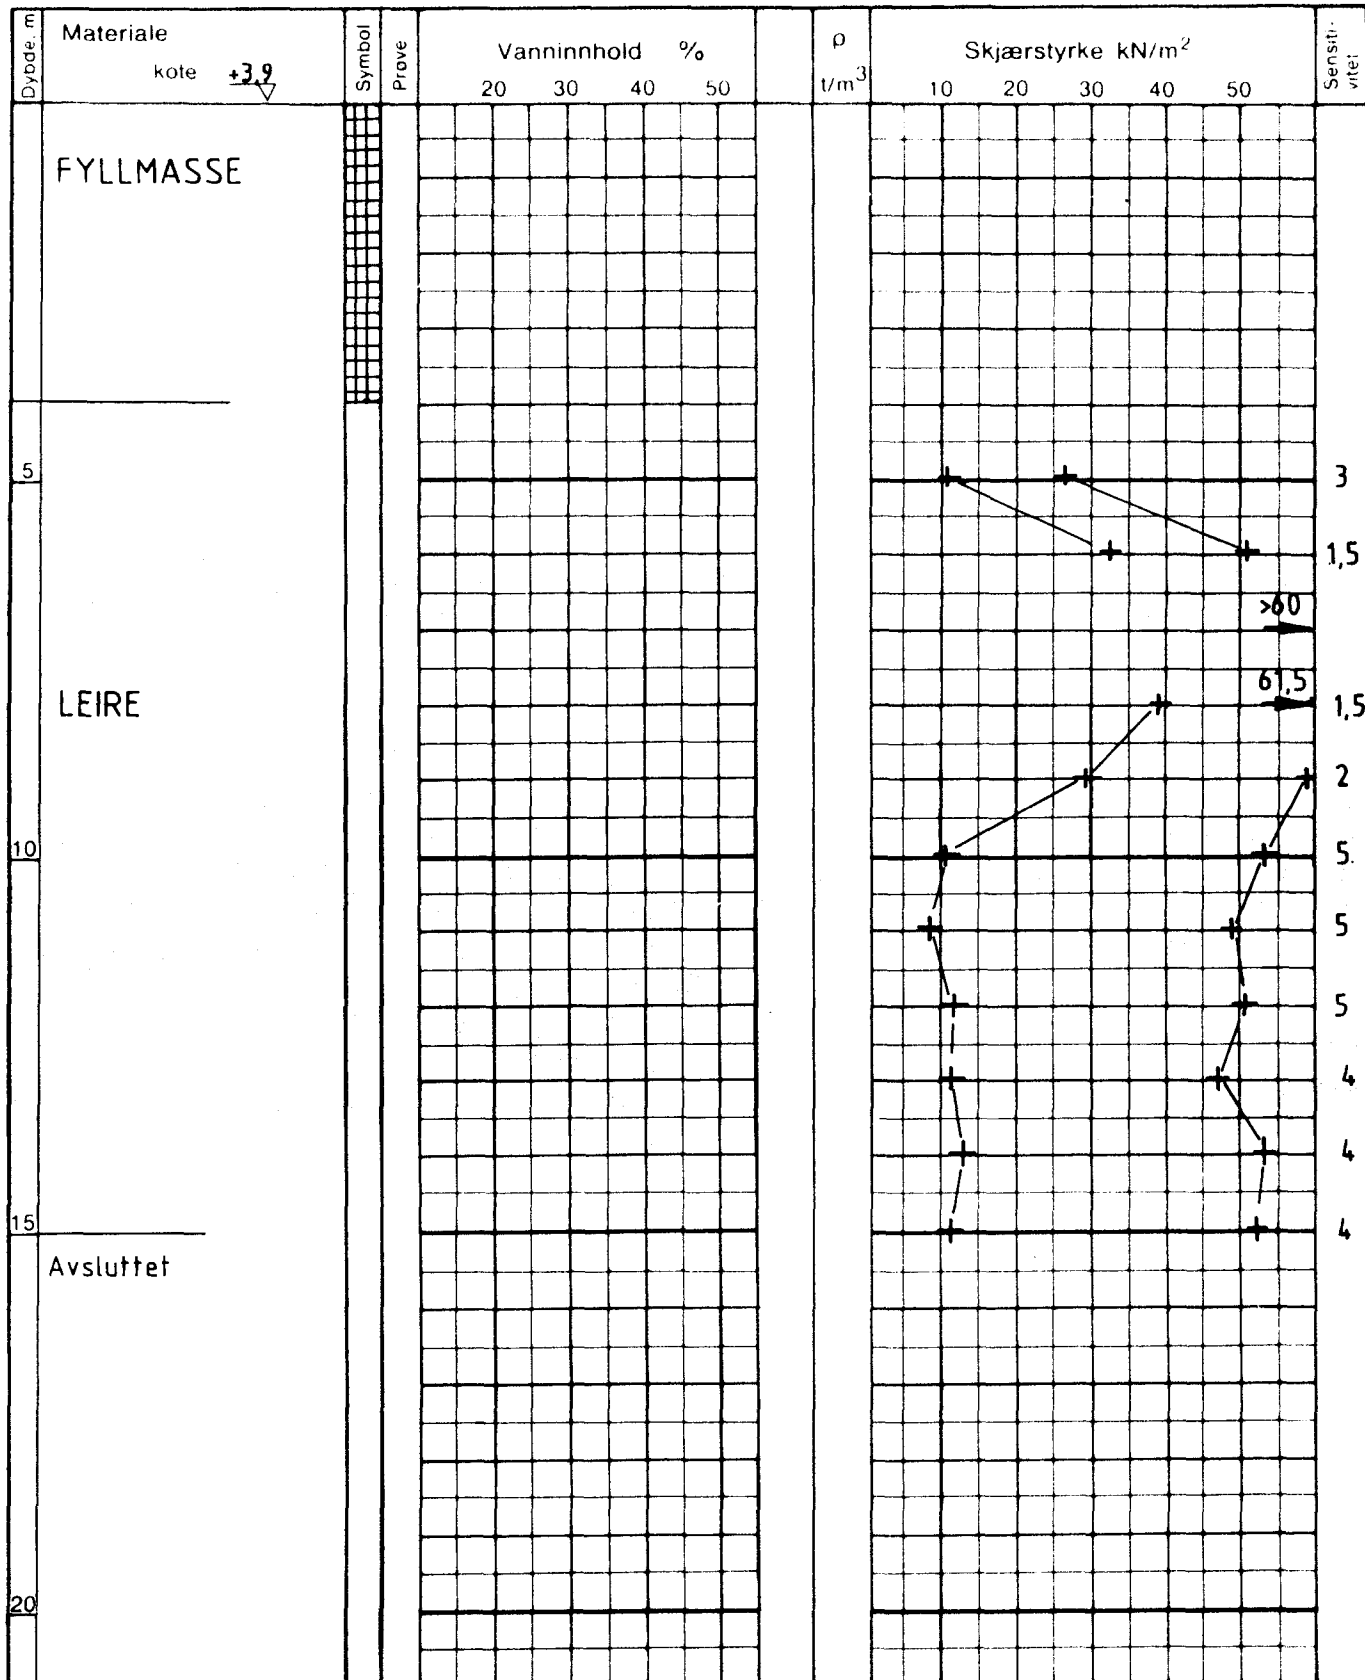 Dybde, m
Materiale
kote +3,9
Symbol
Prøve
Vanninnhold %
20 30 40 50
ρ
t/m³
Skjærstyrke kN/m²
10 20 30 40 50
Sensiti-
vitet
FYLLMASSE
5
3
1,5
>60
61,5
LEIRE
1,5
2
10
5.
5
5
4
4
15
4
Avsluttet
20